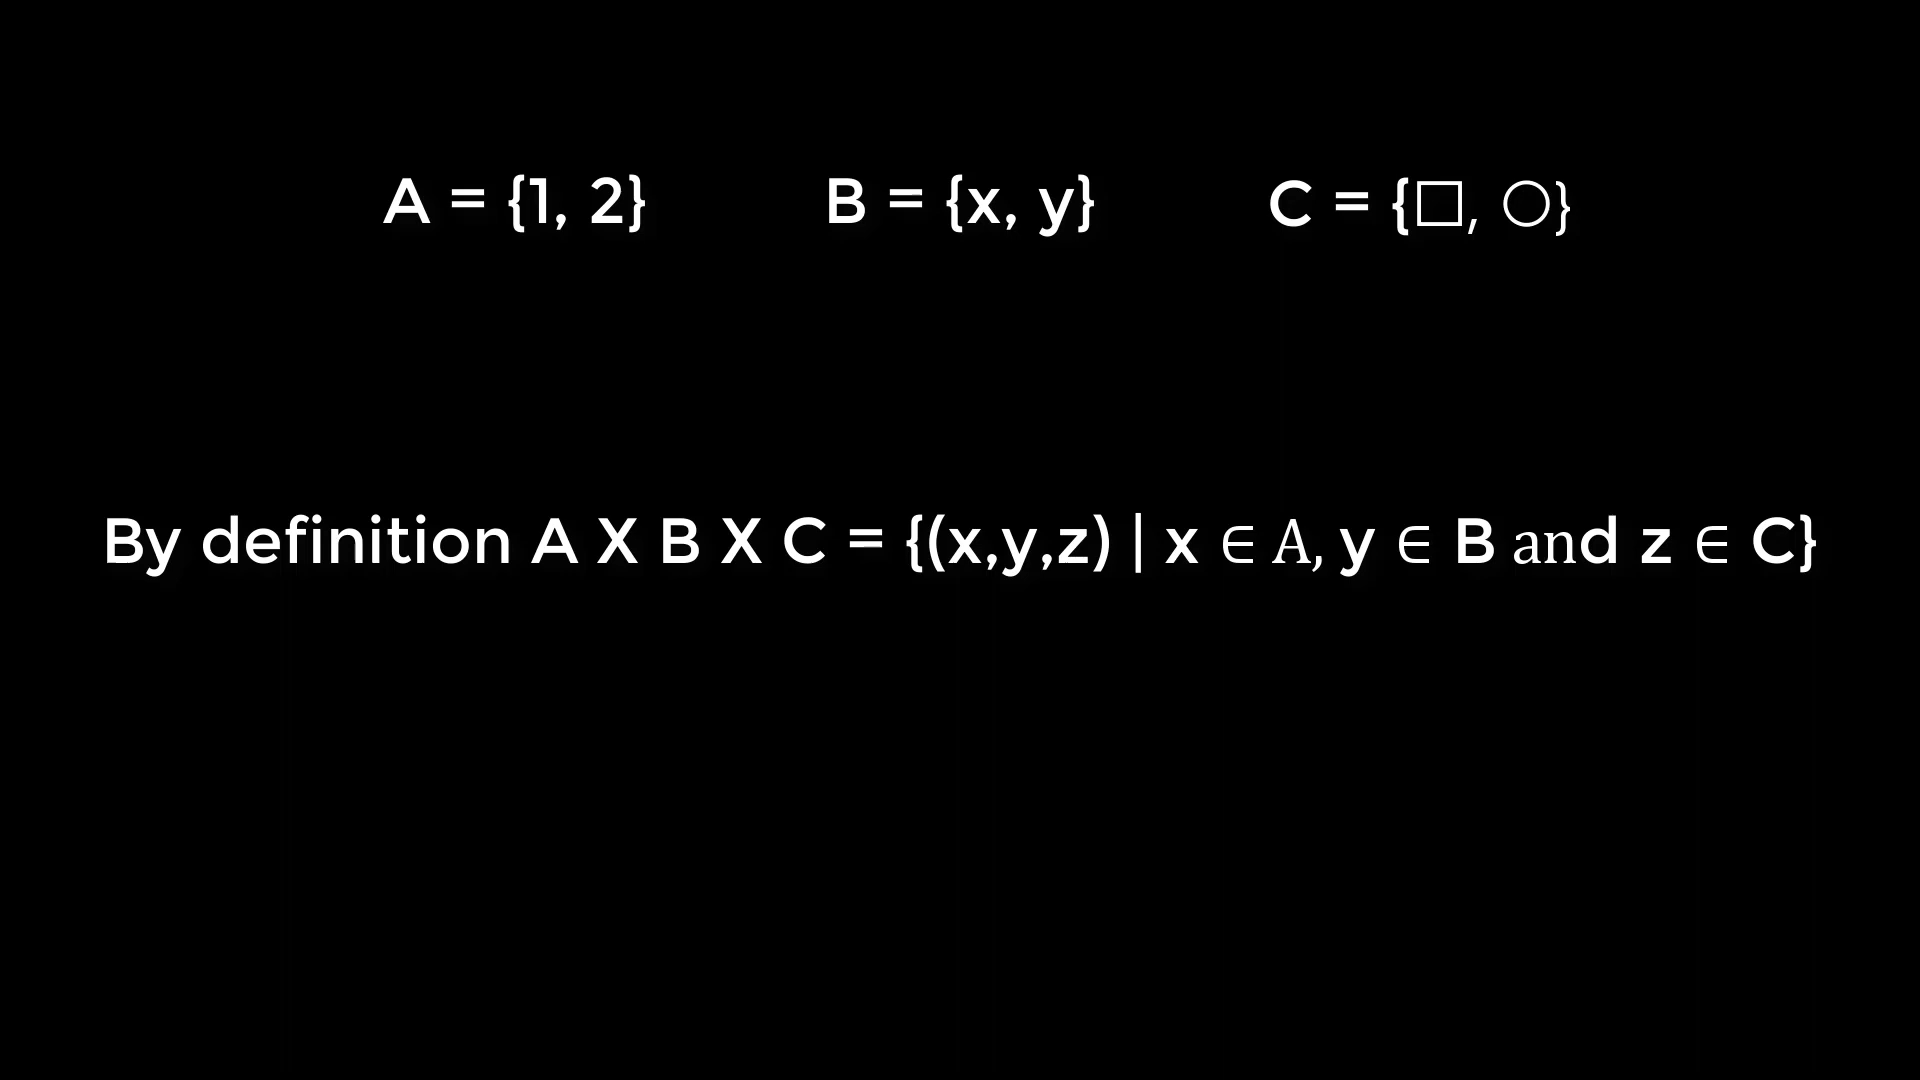 A = {1, 2} B = {x, y} C = {□, ○}
By definition A X B X C = {(x,y,z) | x ∈ A, y ∈ B and z ∈ C}